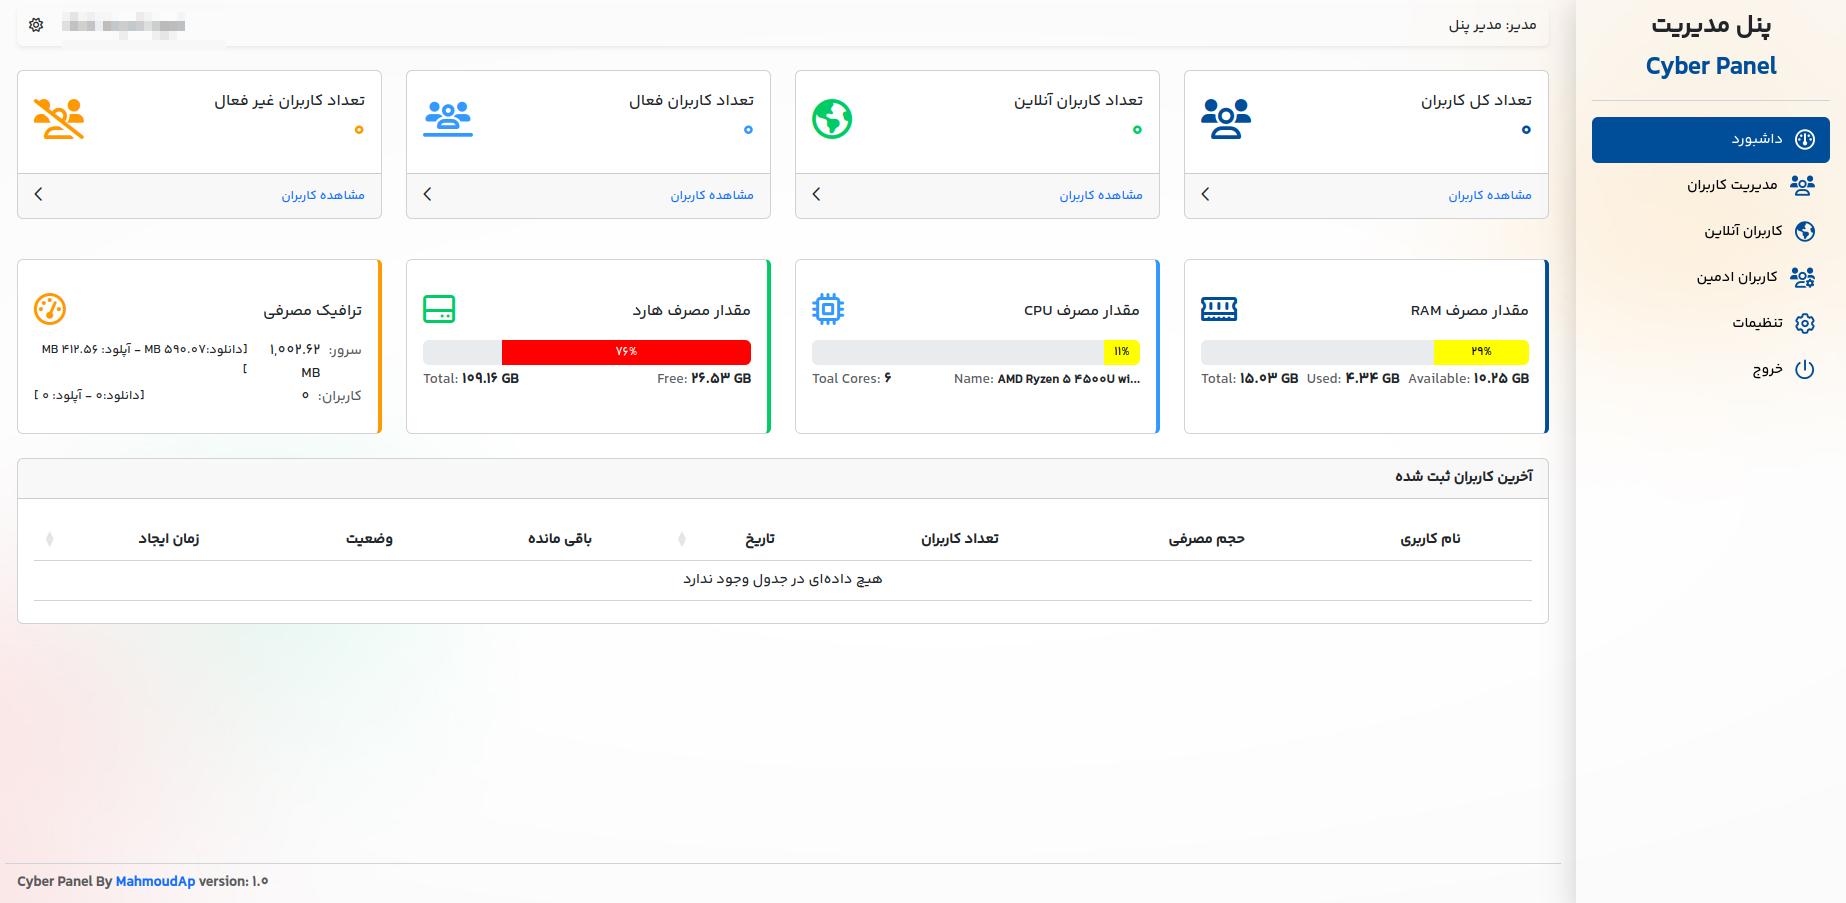 پنل مدیریت
Cyber Panel
داشبورد
مدیریت کاربران
کاربران آنلاین
کاربران ادمین
تنظیمات
خروج
مدیر: مدیر پنل
تعداد کل کاربران
۰
مشاهده کاربران
تعداد کاربران آنلاین
۰
مشاهده کاربران
تعداد کاربران فعال
۰
مشاهده کاربران
تعداد کاربران غیر فعال
۰
مشاهده کاربران
مقدار مصرف RAM
۲۹%
Total: ۱۵.۰۳ GB Used: ۴.۳۴ GB Available: ۱۰.۲۵ GB
مقدار مصرف CPU
۱۱%
Toal Cores: ۶ Name: AMD Ryzen ۵ ۴۵۰۰U wi...
مقدار مصرف هارد
۷۶%
Total: ۱۰۹.۱۶ GB Free: ۲۶.۵۳ GB
ترافیک مصرفی
سرور: ۱,۰۰۲.۶۲ MB [دانلود:۵۹۰.۰۷ MB - آپلود: ۴۱۲.۵۶ MB ]
کاربران: ۰ [دانلود:۰ - آپلود: ۰ ]
آخرین کاربران ثبت شده
نام کاربری حجم مصرفی تعداد کاربران تاریخ باقی مانده وضعیت زمان ایجاد
هیچ داده‌ای در جدول وجود ندارد
Cyber Panel By MahmoudAp version: ۱.۰